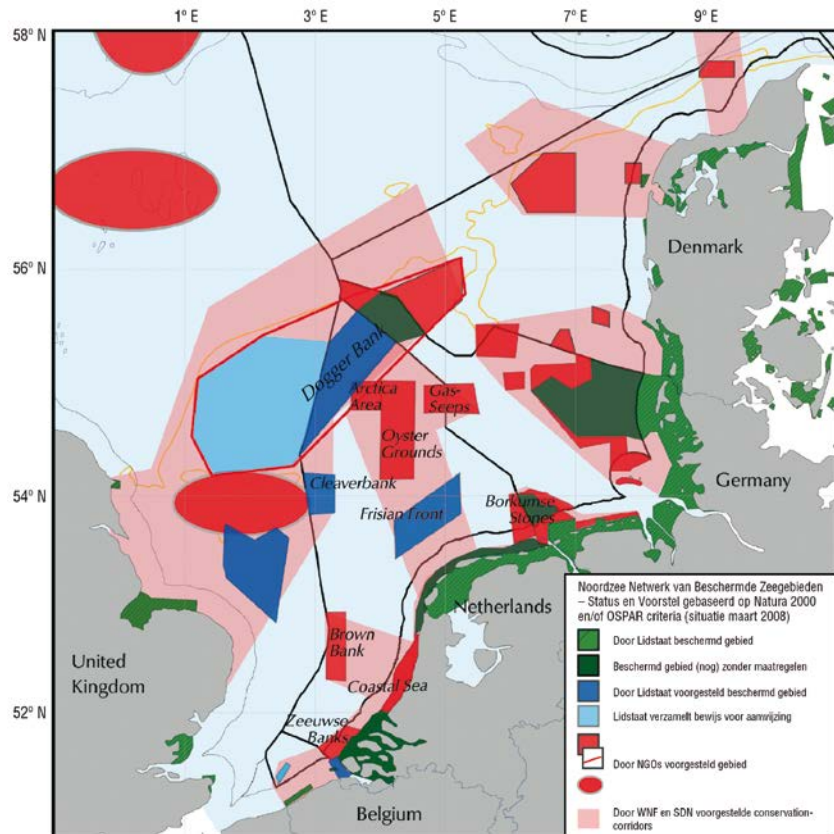 1° E 3° E 5° E 7° E 9° E
58° N
56° N
54° N
52° N
Denmark
Dogger Bank
Arctica
Area
Gas-
Seeps
Oyster
Grounds
Cleaverbank
Frisian Front
Borkumse
Stones
Germany
Netherlands
Brown
Bank
United
Kingdom
Coastal Sea
Zeeuwse
Banks
Belgium
Noordzee Netwerk van Beschermde Zeegebieden
– Status en Voorstel gebaseerd op Natura 2000
en/of OSPAR criteria (situatie maart 2008)
Door Lidstaat beschermd gebied
Beschermd gebied (nog) zonder maatregelen
Door Lidstaat voorgesteld beschermd gebied
Lidstaat verzamelt bewijs voor aanwijzing
Door NGOs voorgesteld gebied
Door WNF en SDN voorgestelde conservation-
corridors